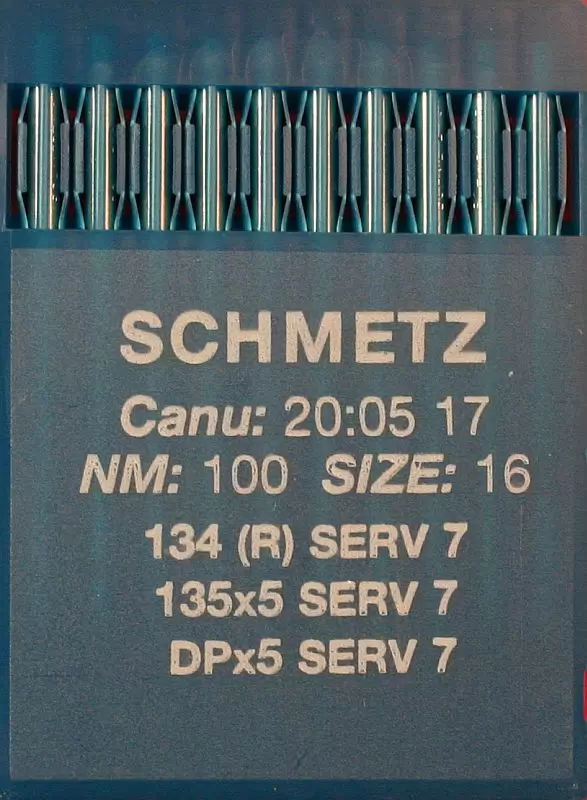 SCHMETZ
Canu: 20:05 17
NM: 100 SIZE: 16
134 (R) SERV 7
135x5 SERV 7
DPx5 SERV 7